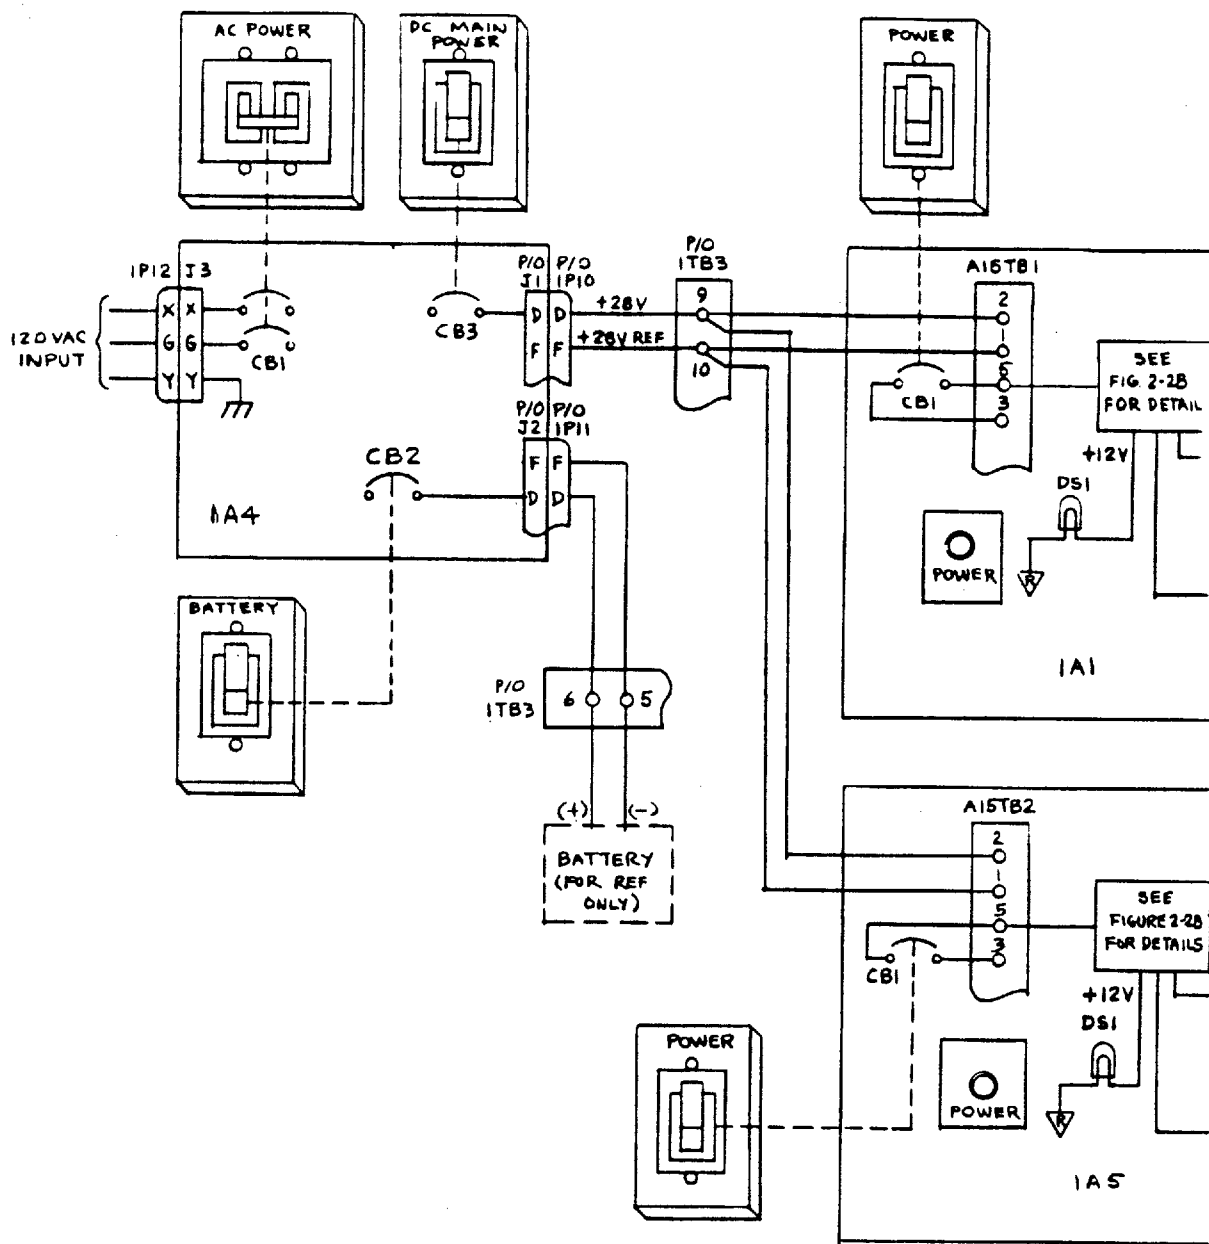 AC POWER
DC MAIN
POWER
POWER
1P12 J3
X X
G G
Y Y
120 VAC
INPUT
CB1
CB3
P/O P/O
J1 1P10
D D
F F
+28V
+28V REF
P/O
1TB3
9
10
A15TB1
2
1
5
3
CB1
SEE
FIG. 2-2B
FOR DETAIL
+12V
DS1
POWER
R
1A1
CB2
P/O P/O
J2 1P11
F F
D D
1A4
BATTERY
P/O
1TB3
6 5
(+) (-)
BATTERY
(FOR REF
ONLY)
A15TB2
2
1
5
3
CB1
SEE
FIGURE 2-2B
FOR DETAILS
+12V
DS1
POWER
POWER
R
1A5